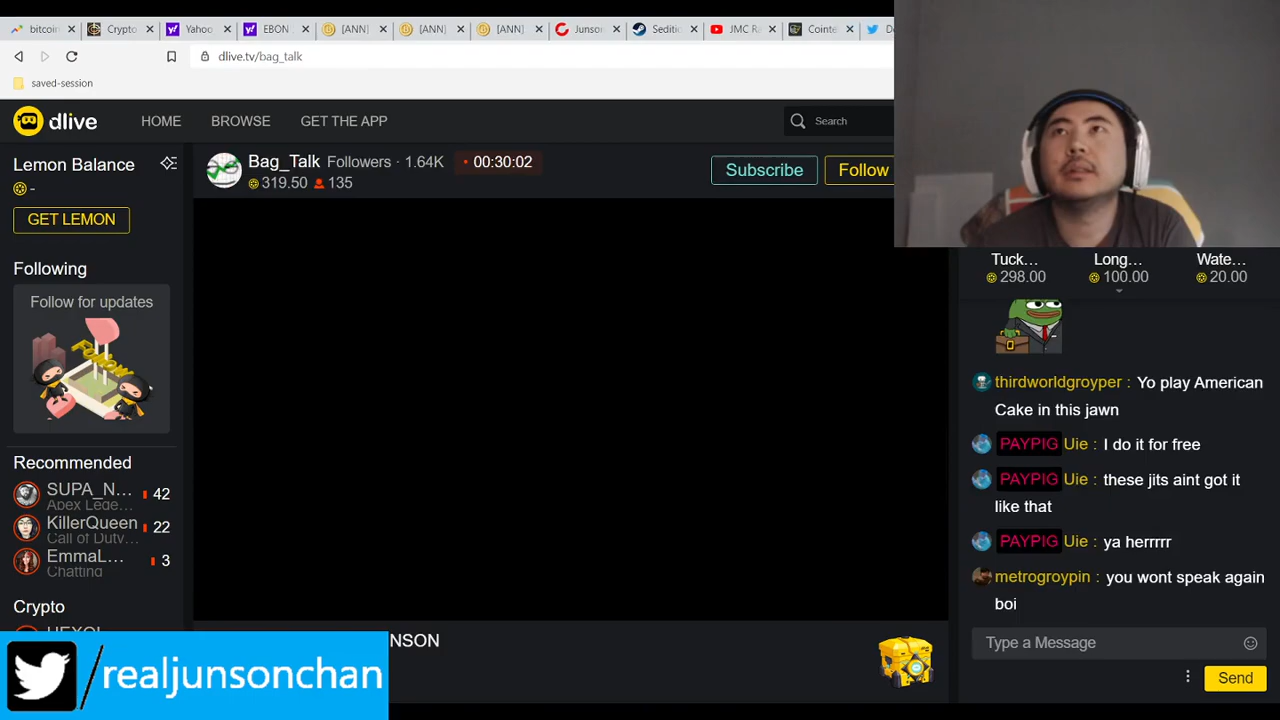 bitcoin
Crypto
Yahoo
EBON
[ANN]
[ANN]
[ANN]
Junso
Seditic
JMC Ra
Cointe
dlive.tv/bag_talk
saved-session
dlive
HOME
BROWSE
GET THE APP
Search
Lemon Balance
-
GET LEMON
Bag_Talk Followers · 1.64K 00:30:02
319.50 135
Subscribe
Follow
Following
Follow for updates
FOLLOW
Recommended
SUPA_N... 42
Apex Lege...
KillerQueen 22
Call of Duty...
EmmaL... 3
Chatting
Crypto
NSON
/realjunsonchan
Tuck... Long... Wate...
298.00 100.00 20.00
thirdworldgroyper : Yo play American
Cake in this jawn
PAYPIG Uie : I do it for free
PAYPIG Uie : these jits aint got it
like that
PAYPIG Uie : ya herrrrr
metrogroypin : you wont speak again
boi
Type a Message
Send